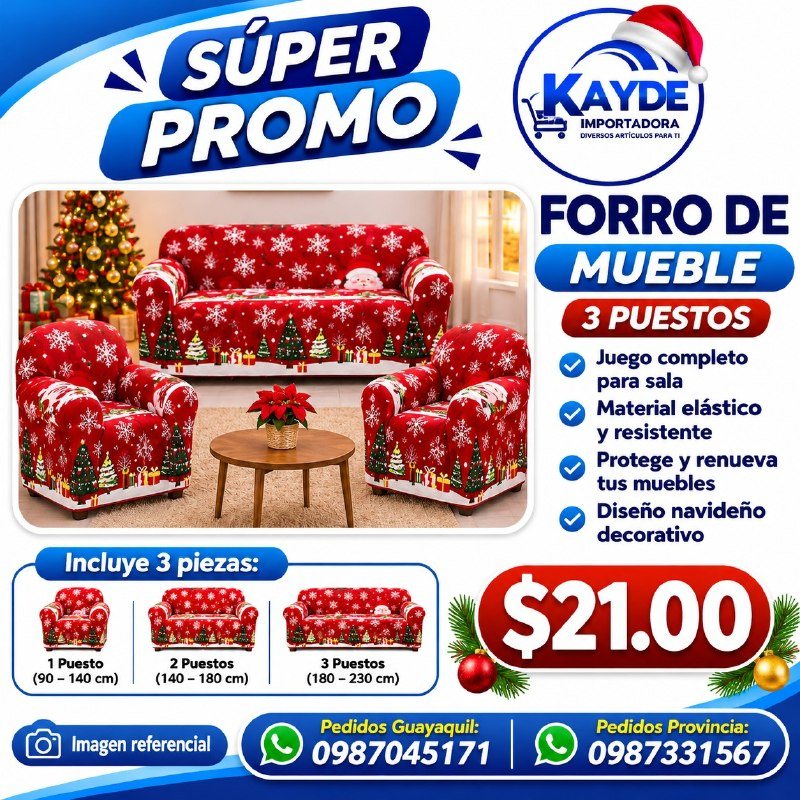 SÚPER
PROMO
KAYDE
IMPORTADORA
DIVERSOS ARTÍCULOS PARA TI
FORRO DE
MUEBLE
3 PUESTOS
Juego completo
para sala
Material elástico
y resistente
Protege y renueva
tus muebles
Diseño navideño
decorativo
Incluye 3 piezas:
1 Puesto
(90 – 140 cm)
2 Puestos
(140 – 180 cm)
3 Puestos
(180 – 230 cm)
$21.00
Imagen referencial
Pedidos Guayaquil:
0987045171
Pedidos Provincia:
0987331567